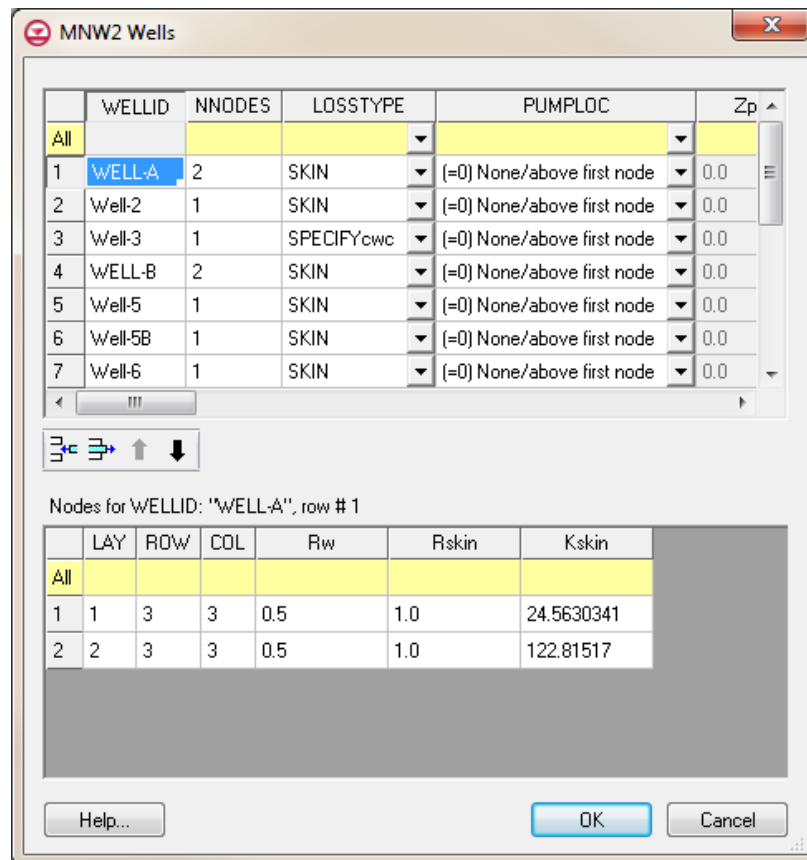 MNW2 Wells
WELLID NNODES LOSSTYPE PUMPLOC Zp
All
1 WELL-A 2 SKIN (=0) None/above first node 0.0
2 Well-2 1 SKIN (=0) None/above first node 0.0
3 Well-3 1 SPECIFYcwc (=0) None/above first node 0.0
4 WELL-B 2 SKIN (=0) None/above first node 0.0
5 Well-5 1 SKIN (=0) None/above first node 0.0
6 Well-5B 1 SKIN (=0) None/above first node 0.0
7 Well-6 1 SKIN (=0) None/above first node 0.0
Nodes for WELLID: "WELL-A", row # 1
LAY ROW COL Rw Rskin Kskin
All
1 1 3 3 0.5 1.0 24.5630341
2 2 3 3 0.5 1.0 122.81517
Help... OK Cancel